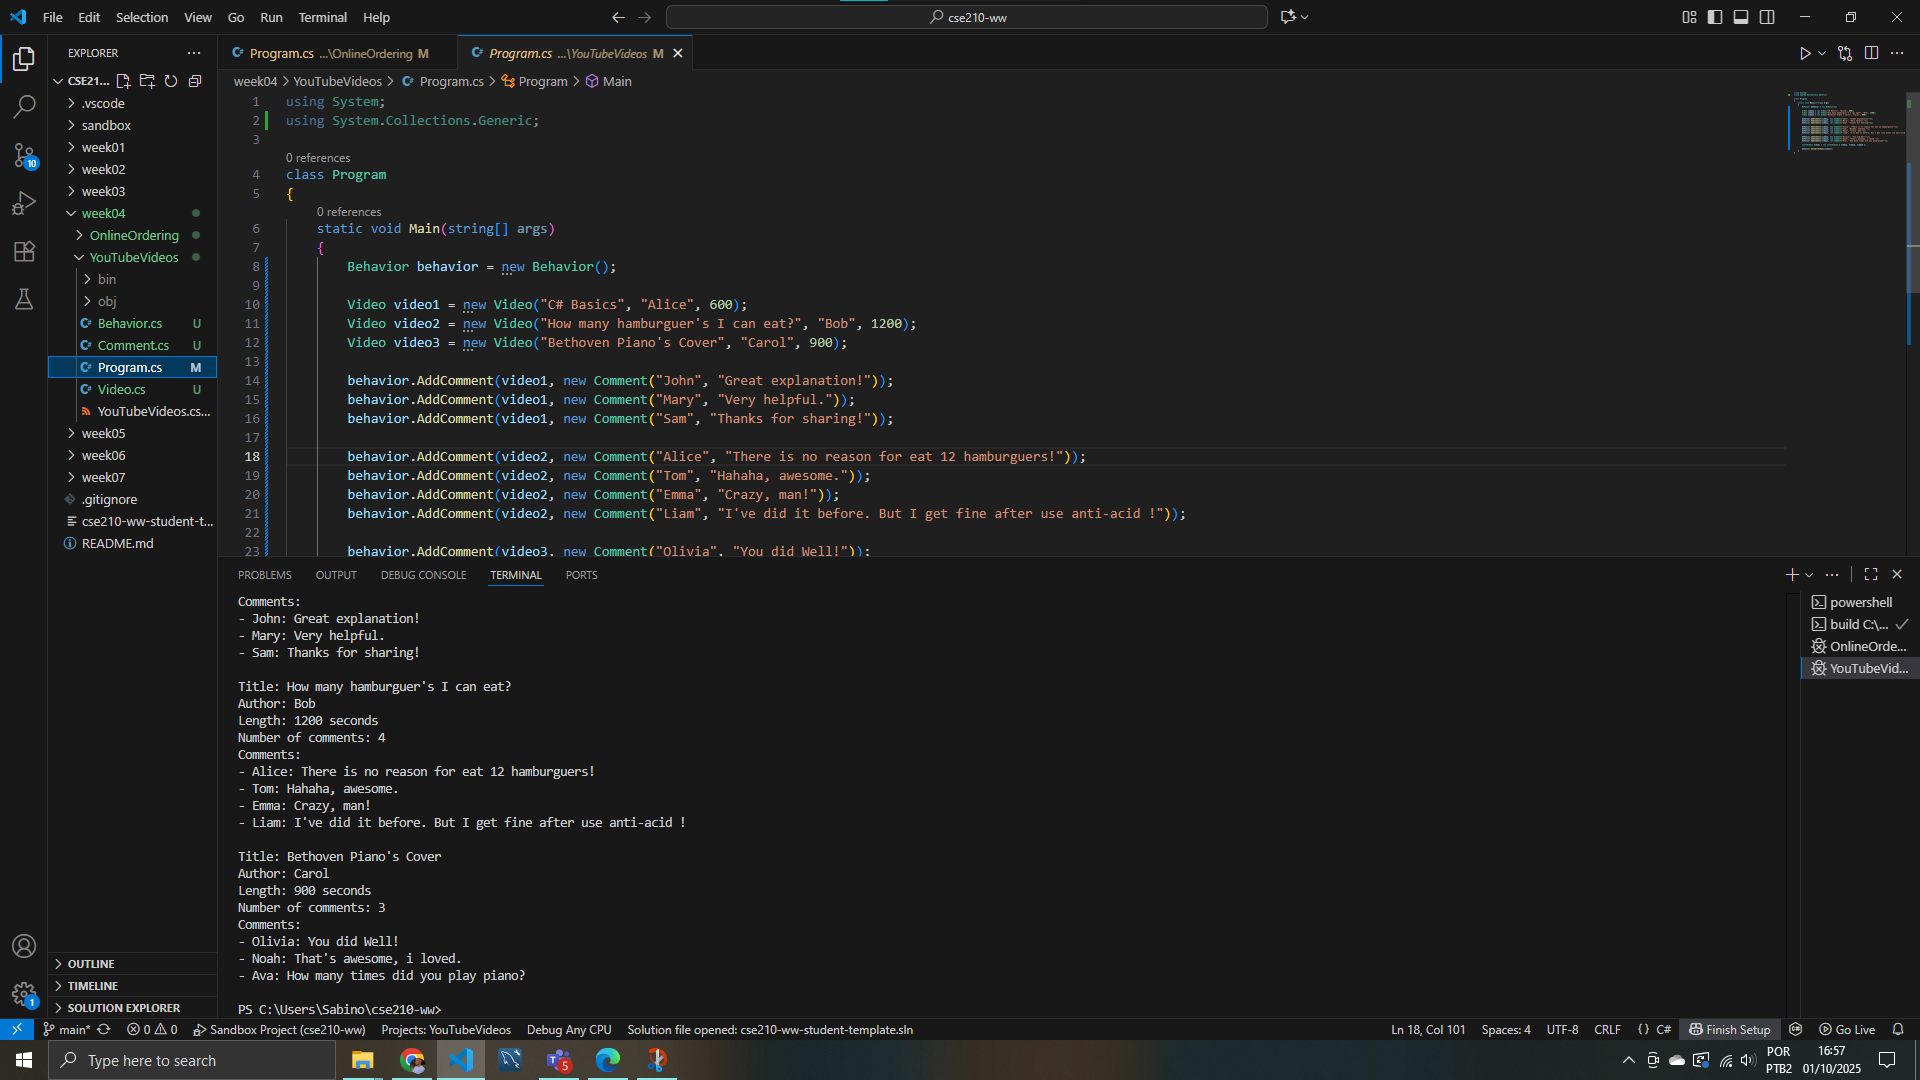 File Edit Selection View Go Run Terminal Help
cse210-ww
EXPLORER
CSE21...
.vscode
sandbox
week01
week02
week03
week04
OnlineOrdering
YouTubeVideos
bin
obj
Behavior.cs U
Comment.cs U
Program.cs M
Video.cs U
YouTubeVideos.cs...
week05
week06
week07
.gitignore
cse210-ww-student-t...
README.md
OUTLINE
TIMELINE
SOLUTION EXPLORER
10
1
Program.cs ...\OnlineOrdering M
Program.cs ...\YouTubeVideos M
week04 > YouTubeVideos > Program.cs > Program > Main
1 using System;
2 using System.Collections.Generic;
3
0 references
4 class Program
5 {
0 references
6 static void Main(string[] args)
7 {
8 Behavior behavior = new Behavior();
9
10 Video video1 = new Video("C# Basics", "Alice", 600);
11 Video video2 = new Video("How many hamburguer's I can eat?", "Bob", 1200);
12 Video video3 = new Video("Bethoven Piano's Cover", "Carol", 900);
13
14 behavior.AddComment(video1, new Comment("John", "Great explanation!"));
15 behavior.AddComment(video1, new Comment("Mary", "Very helpful."));
16 behavior.AddComment(video1, new Comment("Sam", "Thanks for sharing!"));
17
18 behavior.AddComment(video2, new Comment("Alice", "There is no reason for eat 12 hamburguers!"));
19 behavior.AddComment(video2, new Comment("Tom", "Hahaha, awesome."));
20 behavior.AddComment(video2, new Comment("Emma", "Crazy, man!"));
21 behavior.AddComment(video2, new Comment("Liam", "I've did it before. But I get fine after use anti-acid !"));
22
23 behavior.AddComment(video3, new Comment("Olivia", "You did Well!"));
PROBLEMS OUTPUT DEBUG CONSOLE TERMINAL PORTS
Comments:
- John: Great explanation!
- Mary: Very helpful.
- Sam: Thanks for sharing!
Title: How many hamburguer's I can eat?
Author: Bob
Length: 1200 seconds
Number of comments: 4
Comments:
- Alice: There is no reason for eat 12 hamburguers!
- Tom: Hahaha, awesome.
- Emma: Crazy, man!
- Liam: I've did it before. But I get fine after use anti-acid !
Title: Bethoven Piano's Cover
Author: Carol
Length: 900 seconds
Number of comments: 3
Comments:
- Olivia: You did Well!
- Noah: That's awesome, i loved.
- Ava: How many times did you play piano?
PS C:\Users\Sabino\cse210-ww>
powershell
build C:\...
OnlineOrde...
YouTubeVid...
main* 0 0 Sandbox Project (cse210-ww) Projects: YouTubeVideos Debug Any CPU Solution file opened: cse210-ww-student-template.sln Ln 18, Col 101 Spaces: 4 UTF-8 CRLF {} C# Finish Setup Go Live
Type here to search
5
POR
PTB2
16:57
01/10/2025